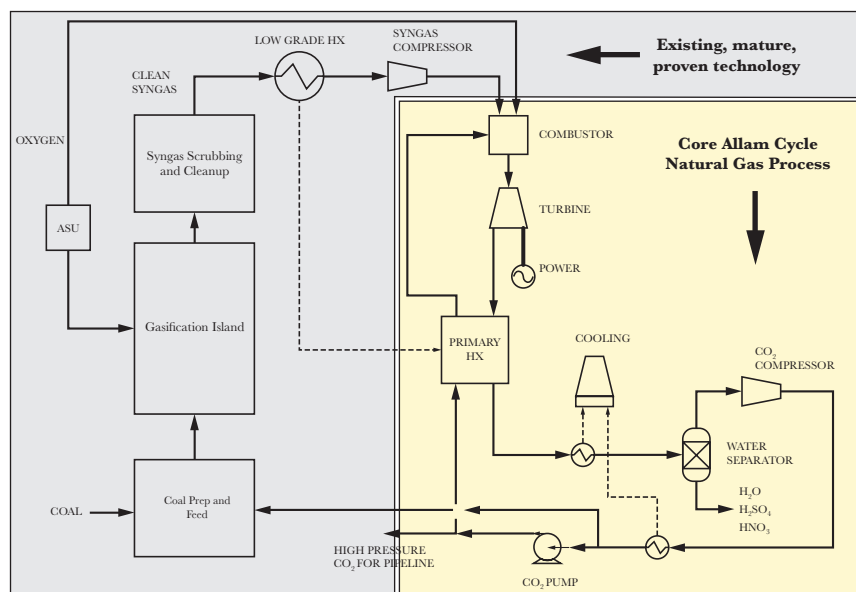 LOW GRADE HX
SYNGAS
COMPRESSOR
Existing, mature,
proven technology
CLEAN
SYNGAS
OXYGEN
Syngas Scrubbing
and Cleanup
COMBUSTOR
Core Allam Cycle
Natural Gas Process
ASU
TURBINE
POWER
Gasification Island
PRIMARY
HX
COOLING
CO₂
COMPRESSOR
WATER
SEPARATOR
COAL
Coal Prep and
Feed
H₂O
H₂SO₄
HNO₃
HIGH PRESSURE
CO₂ FOR PIPELINE
CO₂ PUMP